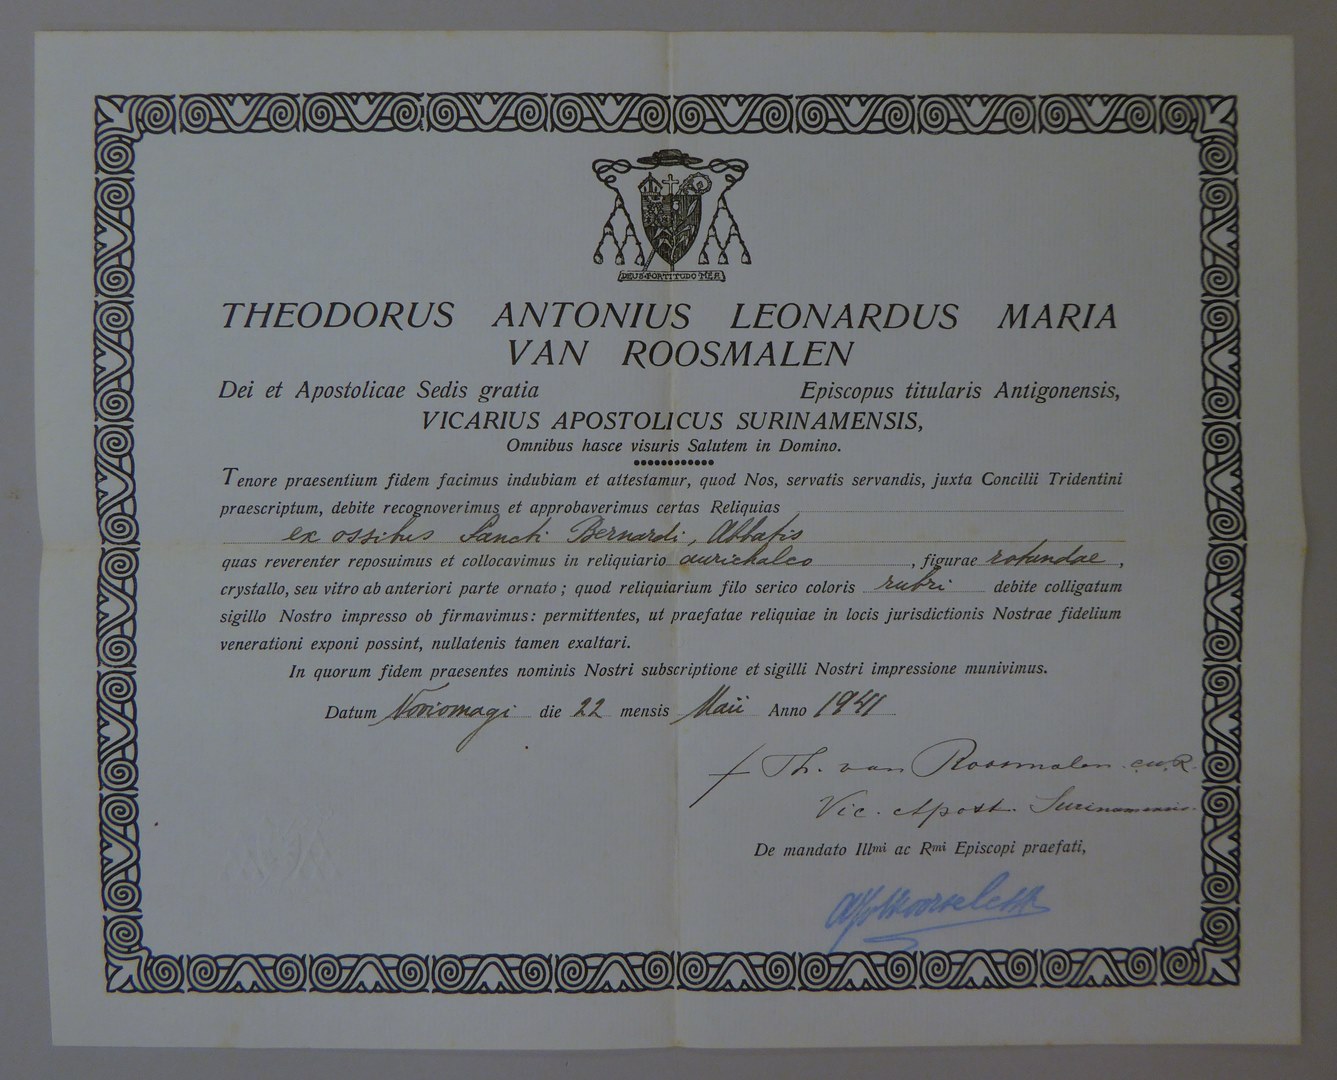 DEUS FORTITUDO MEA
THEODORUS ANTONIUS LEONARDUS MARIA
VAN ROOSMALEN
Dei et Apostolicae Sedis gratia Episcopus titularis Antigonensis,
VICARIUS APOSTOLICUS SURINAMENSIS,
Omnibus hasce visuris Salutem in Domino.
Tenore praesentium fidem facimus indubiam et attestamur, quod Nos, servatis servandis, juxta Concilii Tridentini
praescriptum, debite recognoverimus et approbaverimus certas Reliquias
ex ossibus Sancti Bernardi, Abbatis
quas reverenter reposuimus et collocavimus in reliquiario aurichalco, figurae rotundae,
crystallo, seu vitro ab anteriori parte ornato; quod reliquiarium filo serico coloris rubri debite colligatum
sigillo Nostro impresso ob firmavimus: permittentes, ut praefatae reliquiae in locis jurisdictionis Nostrae fidelium
venerationi exponi possint, nullatenis tamen exaltari.
In quorum fidem praesentes nominis Nostri subscriptione et sigilli Nostri impressione munivimus.
Datum Noviomagi die 22 mensis Maii Anno 1941
† Th. van Roosmalen c.ss.R.
Vic. Apost. Surinamensis.
De mandato Illmi ac Rmi Episcopi praefati,